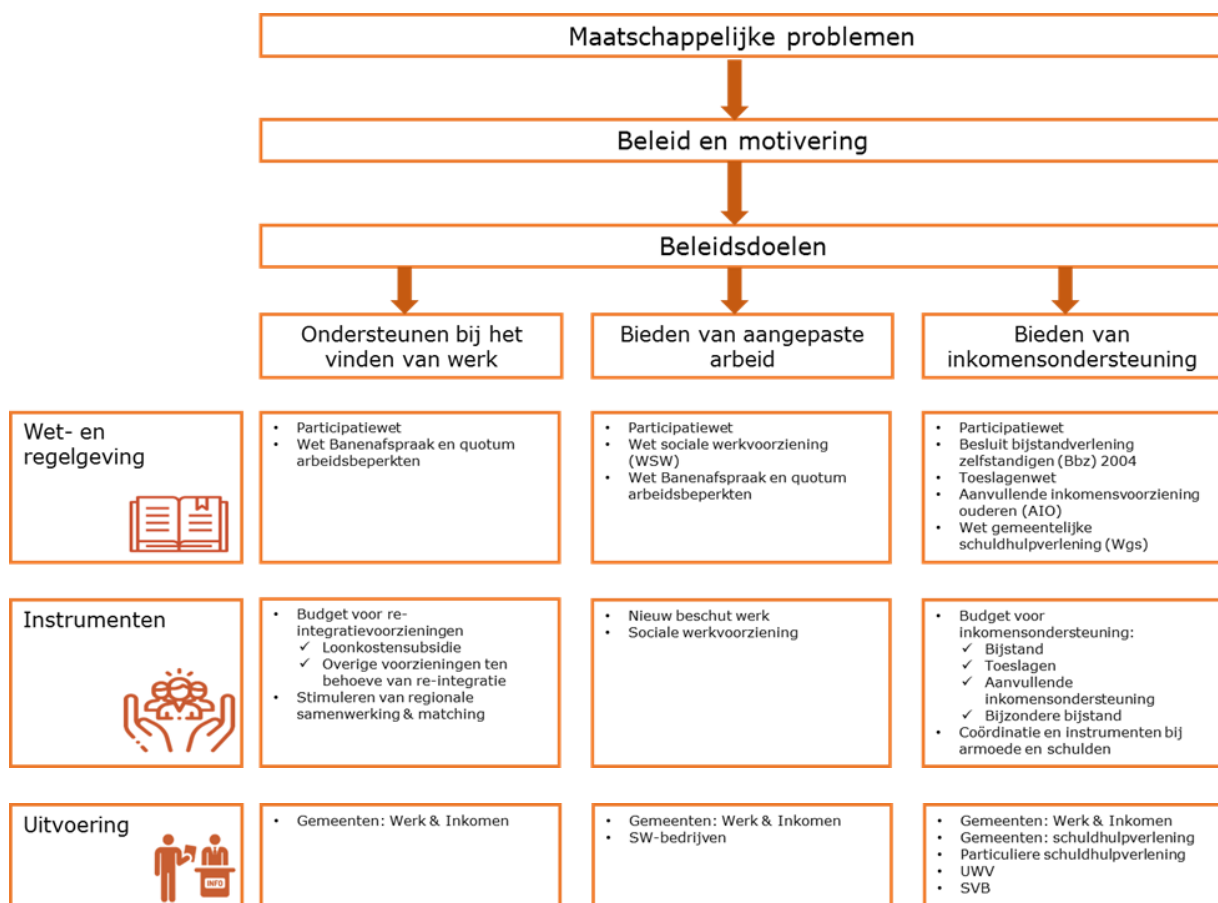 Maatschappelijke problemen
Beleid en motivering
Beleidsdoelen
Ondersteunen bij het
vinden van werk
Bieden van aangepaste
arbeid
Bieden van
inkomensondersteuning
Wet- en
regelgeving
• Participatiewet
• Wet Banenafspraak en quotum
arbeidsbeperkten
• Participatiewet
• Wet sociale werkvoorziening
(WSW)
• Wet Banenafspraak en quotum
arbeidsbeperkten
• Participatiewet
• Besluit bijstandverlening
zelfstandigen (Bbz) 2004
• Toeslagenwet
• Aanvullende inkomensvoorziening
ouderen (AIO)
• Wet gemeentelijke
schuldhulpverlening (Wgs)
Instrumenten
• Budget voor re-
integratievoorzieningen
✓ Loonkostensubsidie
✓ Overige voorzieningen ten
behoeve van re-integratie
• Stimuleren van regionale
samenwerking & matching
• Nieuw beschut werk
• Sociale werkvoorziening
• Budget voor
inkomensondersteuning:
✓ Bijstand
✓ Toeslagen
✓ Aanvullende
inkomensondersteuning
✓ Bijzondere bijstand
• Coördinatie en instrumenten bij
armoede en schulden
Uitvoering
INFO
• Gemeenten: Werk & Inkomen
• Gemeenten: Werk & Inkomen
• SW-bedrijven
• Gemeenten: Werk & Inkomen
• Gemeenten: schuldhulpverlening
• Particuliere schuldhulpverlening
• UWV
• SVB